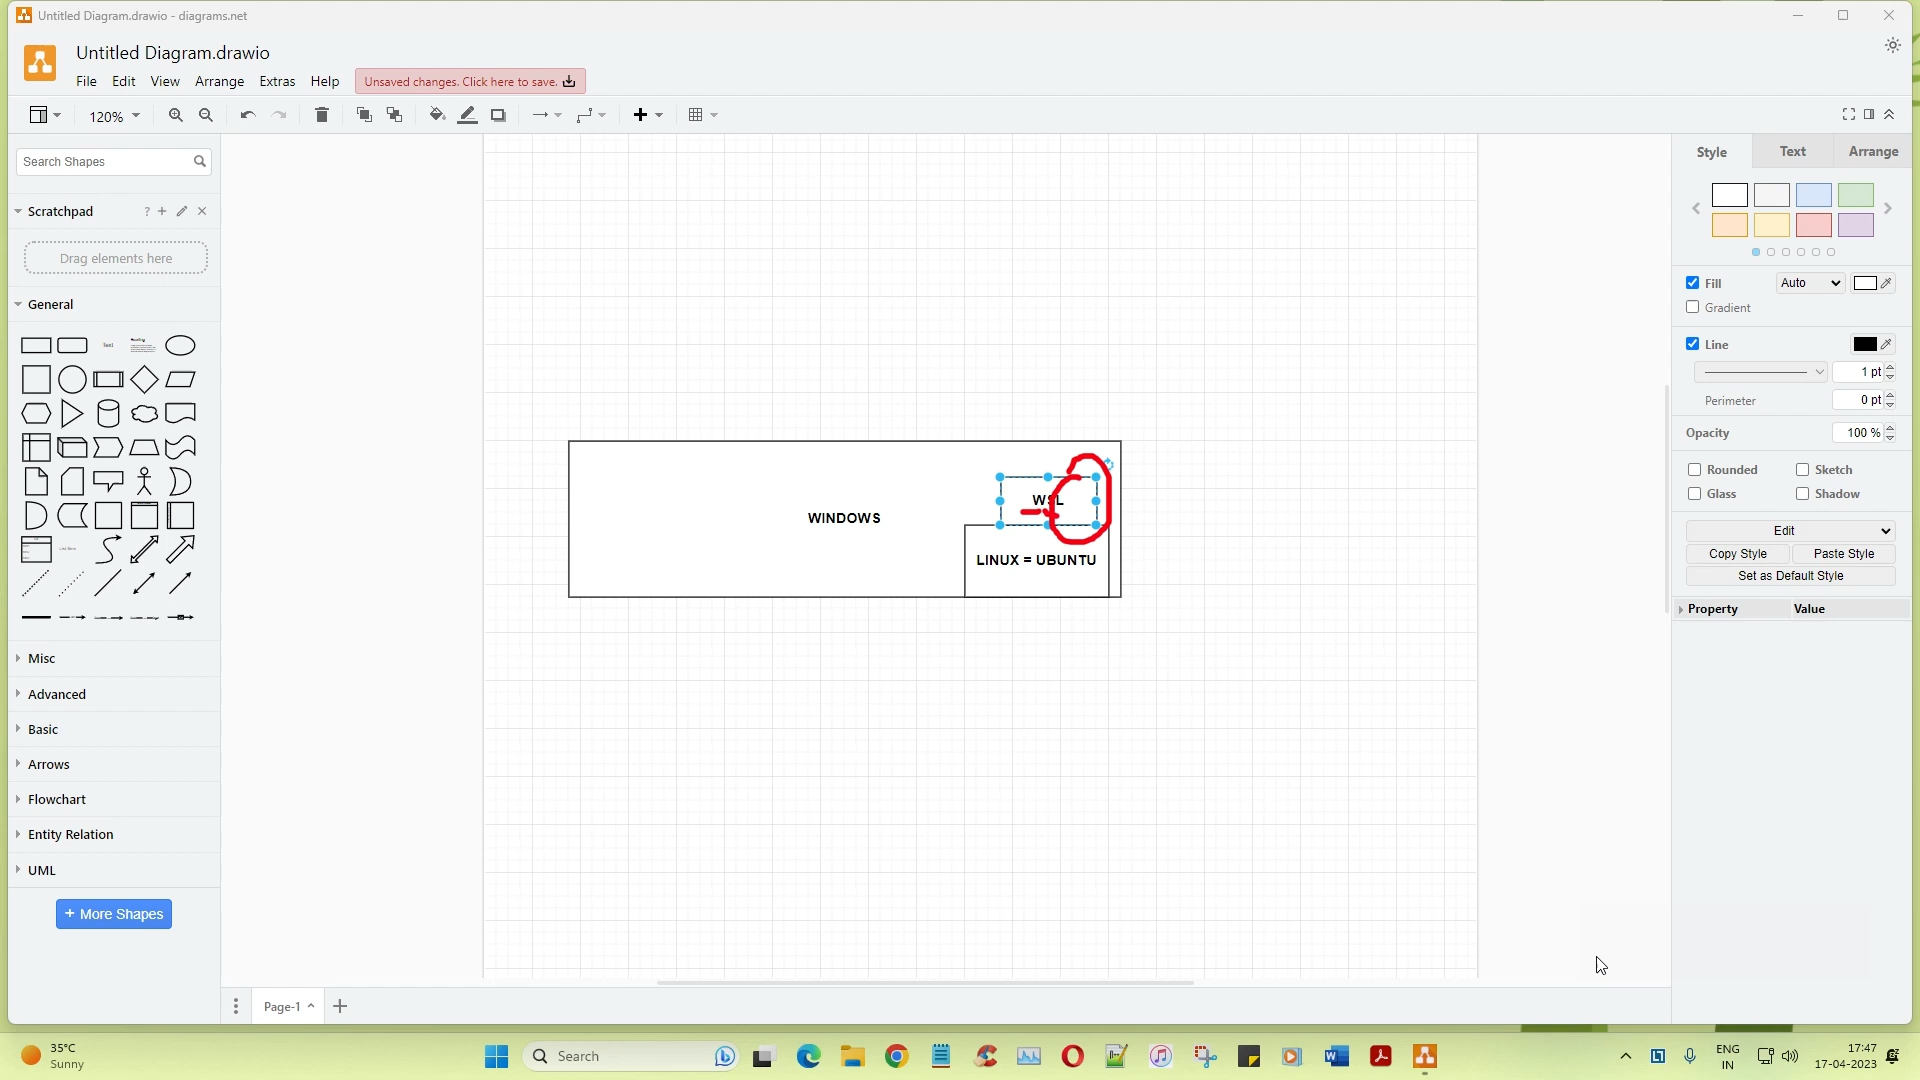 Untitled Diagram.drawio - diagrams.net
Untitled Diagram.drawio
File Edit View Arrange Extras Help Unsaved changes. Click here to save.
120%
Search Shapes
Scratchpad ?
Drag elements here
General
Text
Heading
List Item
Misc
Advanced
Basic
Arrows
Flowchart
Entity Relation
UML
+ More Shapes
WINDOWS
WSL
LINUX = UBUNTU
Style Text Arrange
Fill Auto
Gradient
Line
1 pt
Perimeter 0 pt
Opacity 100 %
Rounded Sketch
Glass Shadow
Edit
Copy Style Paste Style
Set as Default Style
Property Value
Page-1
35°C
Sunny
Search
ENG
IN
17:47
17-04-2023